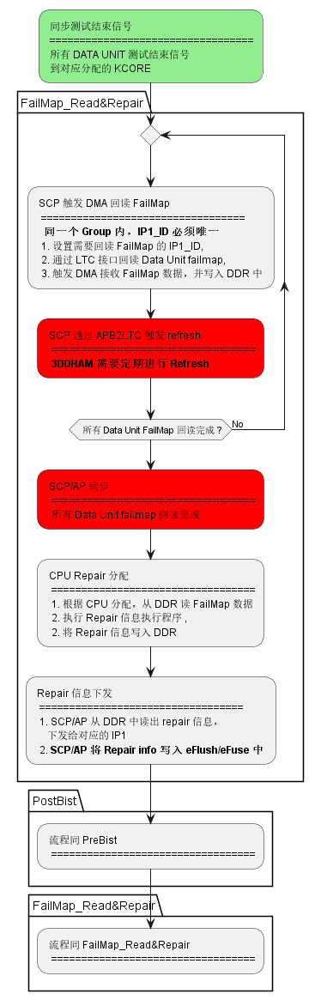 同步测试结束信号
==================================
所有 DATA UNIT 测试结束信号
到对应分配的 KCORE
FailMap_Read&Repair
SCP 触发 DMA 回读 FailMap
==================================
同一个 Group 内，IP1_ID 必须唯一
1. 设置需要回读 FailMap 的 IP1_ID,
2. 通过 LTC 接口回读 Data Unit failmap,
3. 触发 DMA 接收 FailMap 数据，并写入 DDR 中
SCP 通过 APB2LTC 触发 refresh
==================================
3DDRAM 需要定期进行 Refresh
所有 Data Unit FailMap 回读完成 ?
No
SCP/AP 同步
==================================
所有 Data Unit failmap 回读完成
CPU Repair 分配
==================================
1. 根据 CPU 分配，从 DDR 读 FailMap 数据
2. 执行 Repair 信息执行程序 ,
2. 将 Repair 信息写入 DDR
Repair 信息下发
==================================
1. SCP/AP 从 DDR 中读出 repair 信息，
下发给对应的 IP1
2. SCP/AP 将 Repair info 写入 eFlush/eFuse 中
PostBist
流程同 PreBist
==================================
FailMap_Read&Repair
流程同 FailMap_Read&Repair
==================================